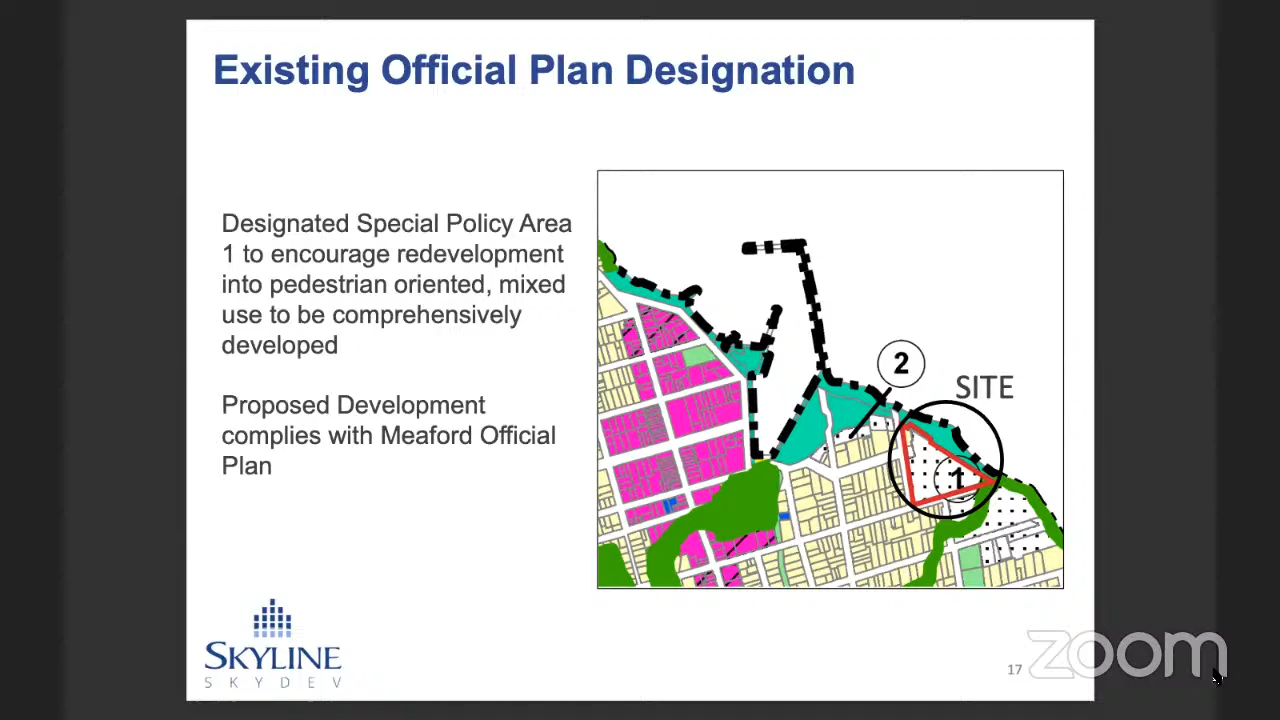 Existing Official Plan Designation
Designated Special Policy Area
1 to encourage redevelopment
into pedestrian oriented, mixed
use to be comprehensively
developed
Proposed Development
complies with Meaford Official
Plan
2
SITE
1
SKYLINE
SKYDEV
17
zoom